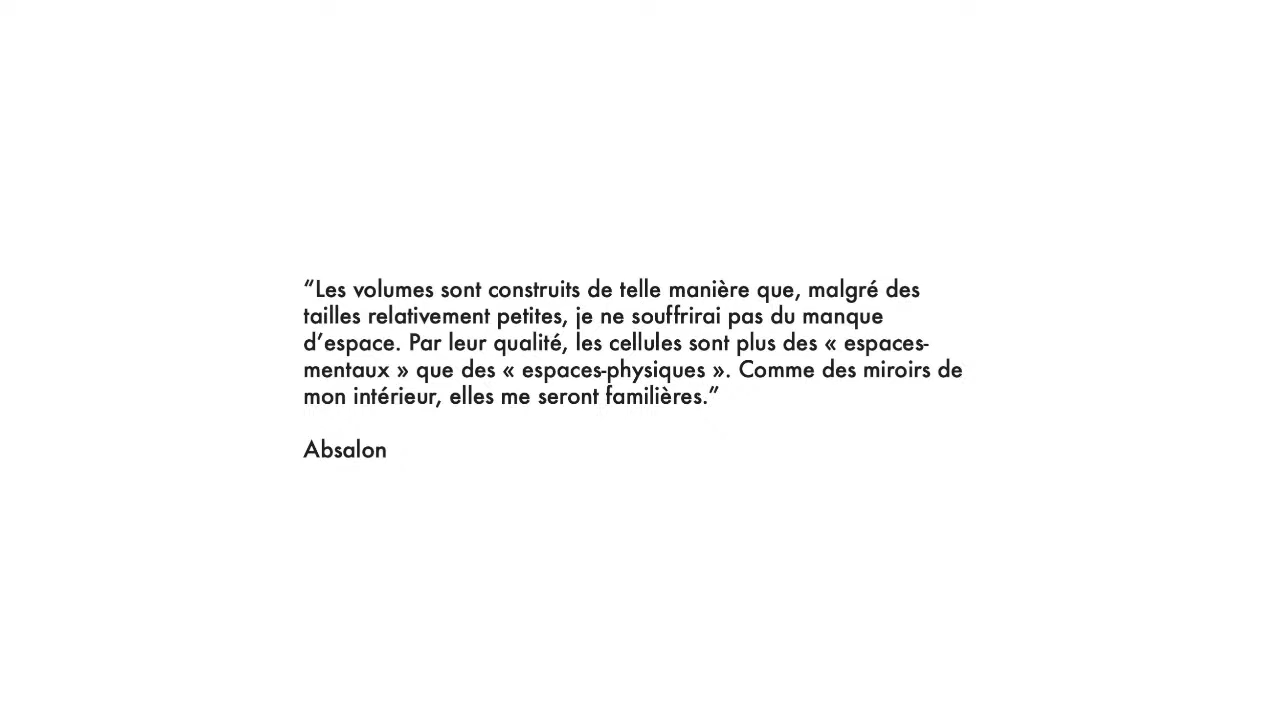 “Les volumes sont construits de telle manière que, malgré des
tailles relativement petites, je ne souffrirai pas du manque
d’espace. Par leur qualité, les cellules sont plus des « espaces-
mentaux » que des « espaces-physiques ». Comme des miroirs de
mon intérieur, elles me seront familières.”
Absalon